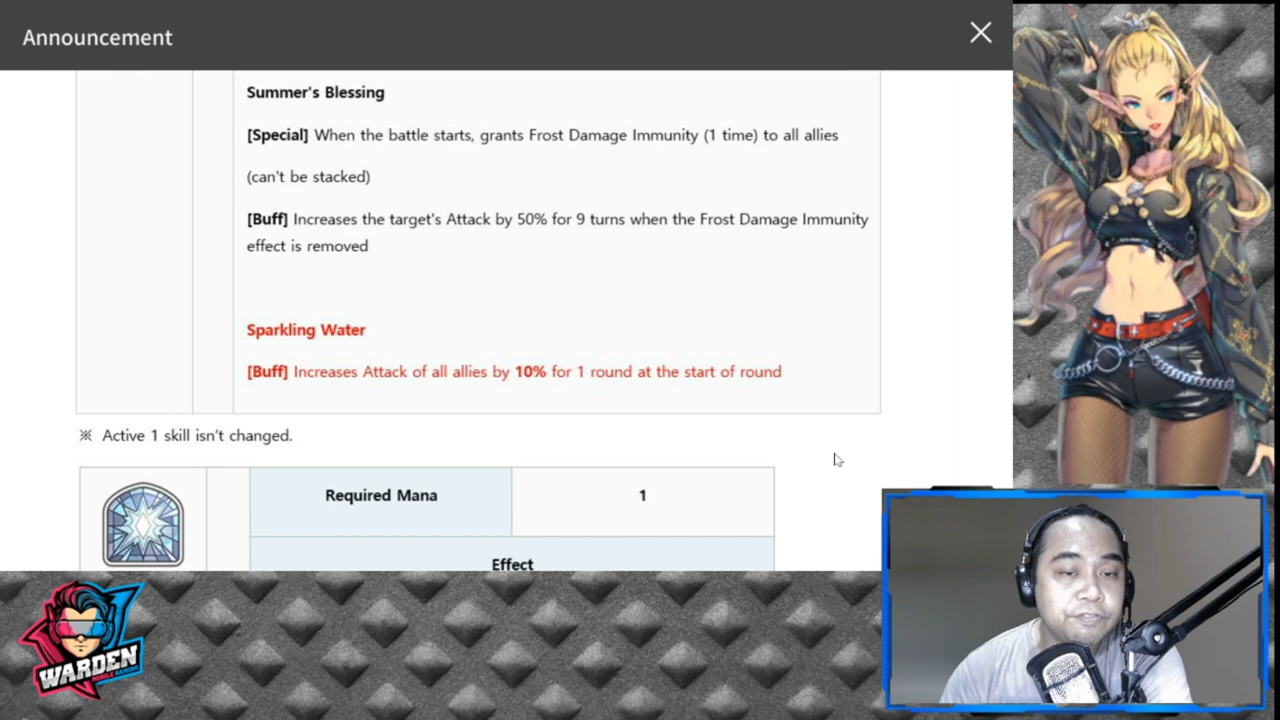 Announcement
Summer's Blessing
[Special] When the battle starts, grants Frost Damage Immunity (1 time) to all allies
(can't be stacked)
[Buff] Increases the target's Attack by 50% for 9 turns when the Frost Damage Immunity
effect is removed
Sparkling Water
[Buff] Increases Attack of all allies by 10% for 1 round at the start of round
※ Active 1 skill isn't changed.
Required Mana 1
Effect
WARDEN
MOBILE GAMING